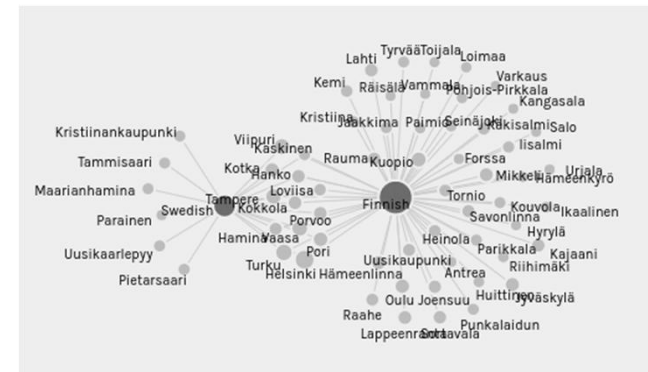 Tyrvää
Toijala
Lahti
Loimaa
Kemi
Räisälä
Vammala
Varkaus
Pohjois-Pirkkala
Kangasala
Kristiina
Jaakkima
Paimio
Seinäjoki
Käkisalmi
Salo
Kristiinankaupunki
Viipuri
Kaskinen
Iisalmi
Tammisaari
Kotka
Hanko
Rauma
Kuopio
Forssa
Mikkeli
Urjala
Hämeenkyrö
Maarianhamina
Loviisa
Tornio
Tampere
Swedish
Kokkola
Finnish
Kouvola
Ikaalinen
Parainen
Porvoo
Savonlinna
Hyrylä
Hamina
Vaasa
Heinola
Parikkala
Kajaani
Uusikaarlepyy
Pori
Turku
Uusikaupunki
Riihimäki
Pietarsaari
Helsinki
Hämeenlinna
Antrea
Oulu
Joensuu
Huittinen
Jyväskylä
Raahe
Punkalaidun
Lappeenranta
Sortavala